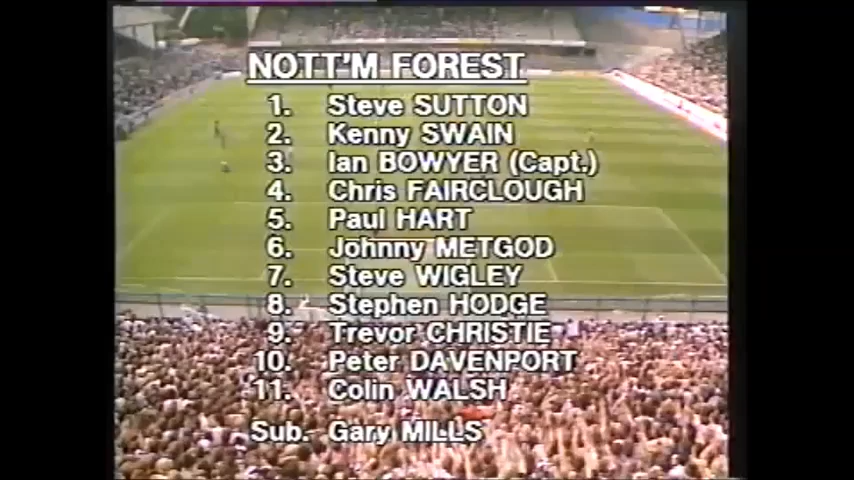 NOTT'M FOREST
1. Steve SUTTON
2. Kenny SWAIN
3. Ian BOWYER (Capt.)
4. Chris FAIRCLOUGH
5. Paul HART
6. Johnny METGOD
7. Steve WIGLEY
8. Stephen HODGE
9. Trevor CHRISTIE
10. Peter DAVENPORT
11. Colin WALSH
Sub. Gary MILLS